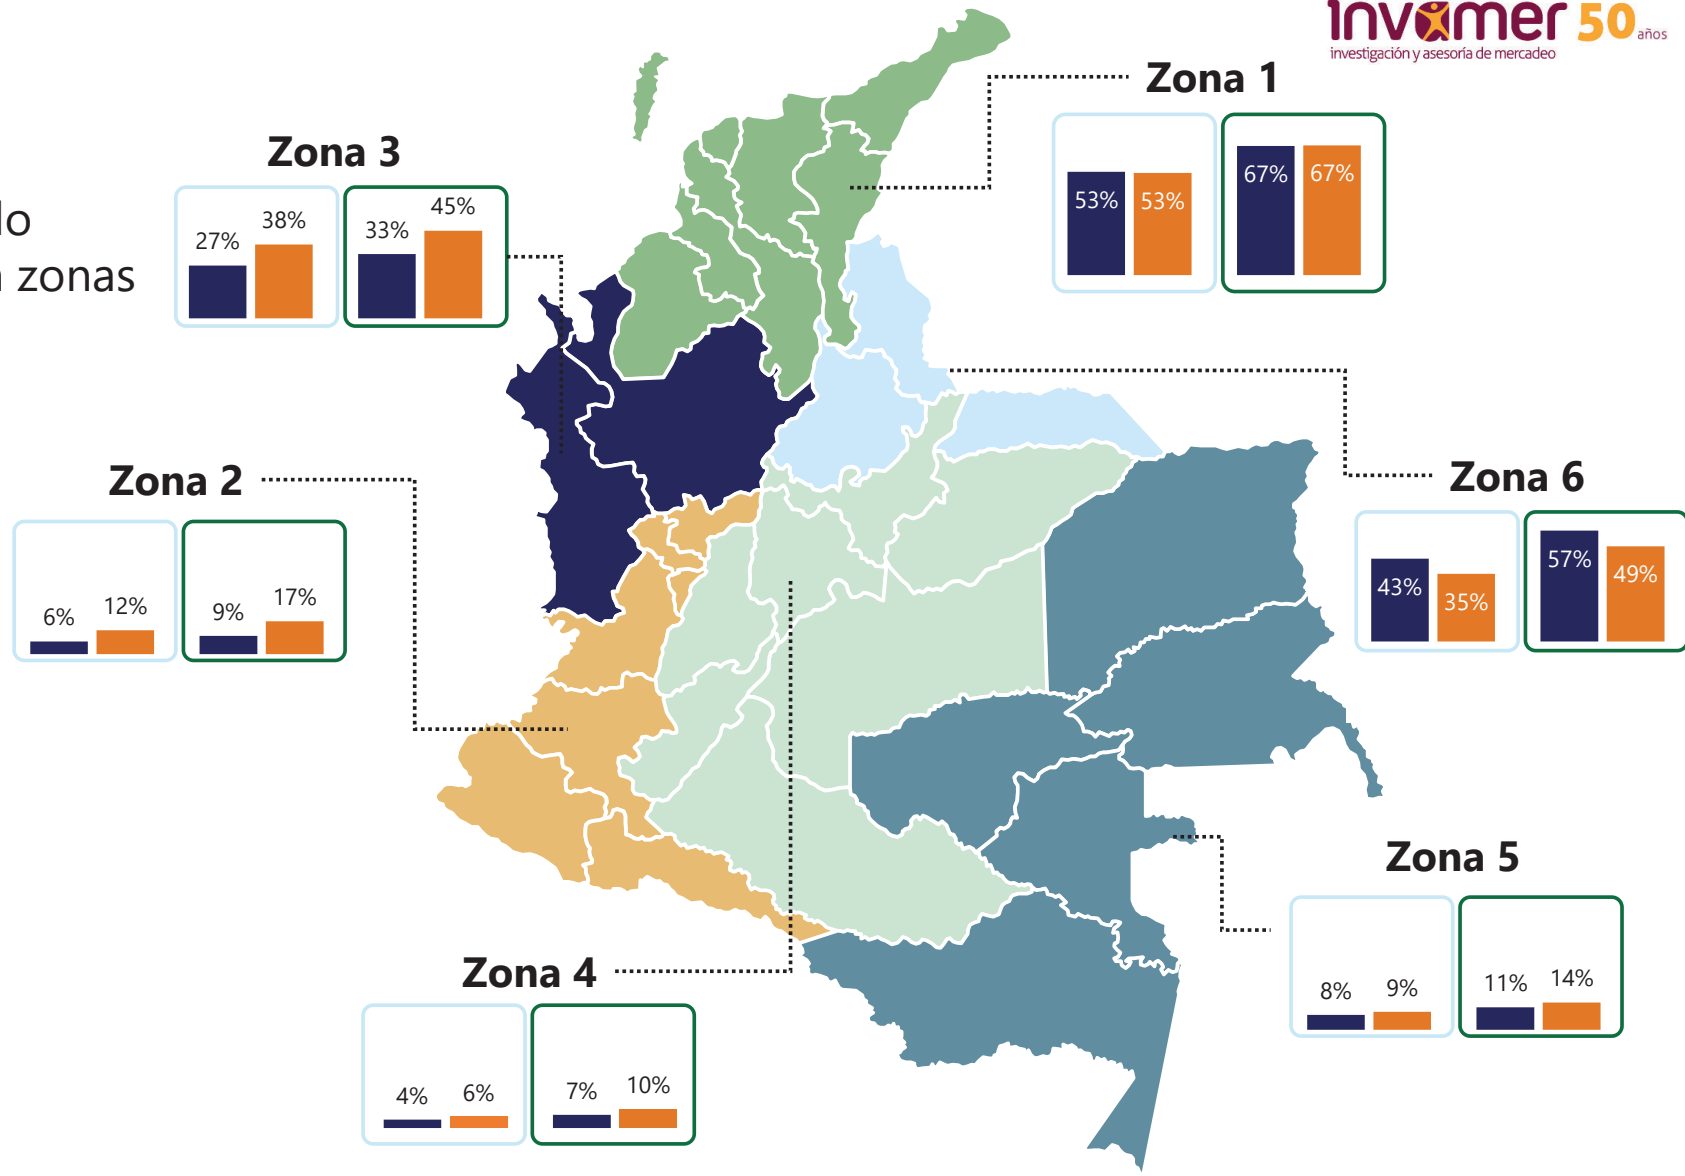 invamer 50 años
investigación y asesoría de mercadeo
Zona 1
53% 53% 67% 67%
Zona 3
27% 38% 33% 45%
zonas
Zona 2
6% 12% 9% 17%
Zona 6
43% 35% 57% 49%
Zona 5
8% 9% 11% 14%
Zona 4
4% 6% 7% 10%